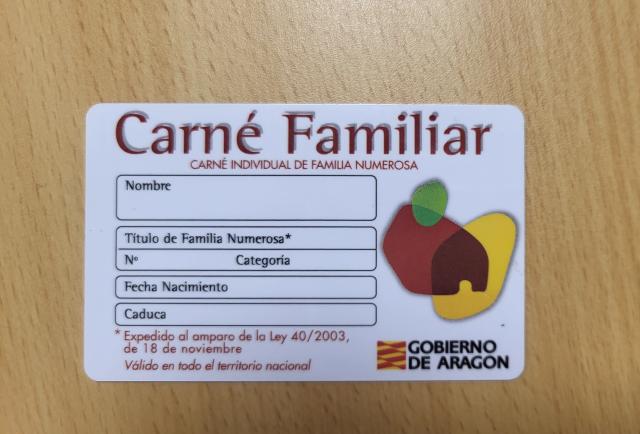 Carné Familiar
CARNÉ INDIVIDUAL DE FAMILIA NUMEROSA
Nombre
Título de Familia Numerosa*
Nº Categoría
Fecha Nacimiento
Caduca
* Expedido al amparo de la Ley 40/2003,
de 18 de noviembre
Válido en todo el territorio nacional
GOBIERNO
DE ARAGON